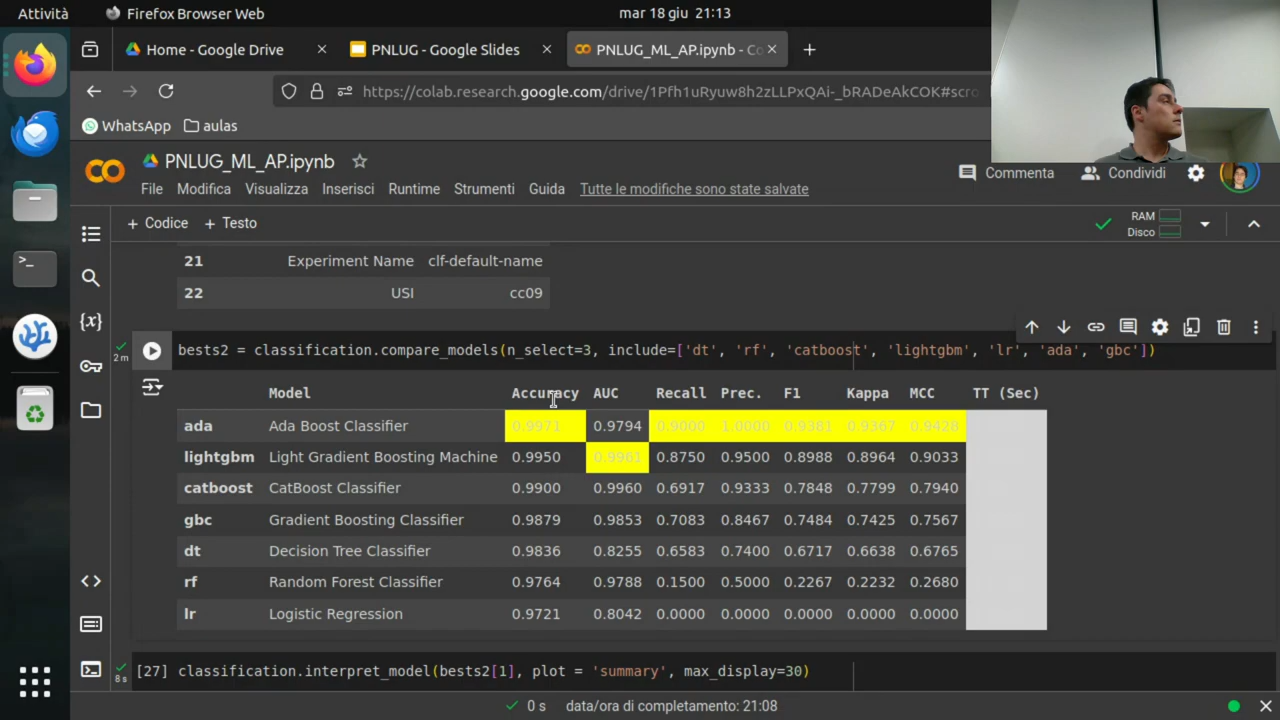 Attività Firefox Browser Web mar 18 giu 21:13
Home - Google Drive PNLUG - Google Slides PNLUG_ML_AP.ipynb - Co
https://colab.research.google.com/drive/1Pfh1uRyuw8h2zLLPxQAi-_bRADeAkCOK#scro
WhatsApp aulas
PNLUG_ML_AP.ipynb
Commenta Condividi
File Modifica Visualizza Inserisci Runtime Strumenti Guida Tutte le modifiche sono state salvate
+ Codice + Testo
RAM
Disco
21 Experiment Name clf-default-name
22 USI cc09
2 m
bests2 = classification.compare_models(n_select=3, include=['dt', 'rf', 'catboost', 'lightgbm', 'lr', 'ada', 'gbc'])
Model Accuracy AUC Recall Prec. F1 Kappa MCC TT (Sec)
ada Ada Boost Classifier 0.9971 0.9794 0.9000 1.0000 0.9381 0.9367 0.9428
lightgbm Light Gradient Boosting Machine 0.9950 0.9961 0.8750 0.9500 0.8988 0.8964 0.9033
catboost CatBoost Classifier 0.9900 0.9960 0.6917 0.9333 0.7848 0.7799 0.7940
gbc Gradient Boosting Classifier 0.9879 0.9853 0.7083 0.8467 0.7484 0.7425 0.7567
dt Decision Tree Classifier 0.9836 0.8255 0.6583 0.7400 0.6717 0.6638 0.6765
rf Random Forest Classifier 0.9764 0.9788 0.1500 0.5000 0.2267 0.2232 0.2680
lr Logistic Regression 0.9721 0.8042 0.0000 0.0000 0.0000 0.0000 0.0000
8 s
[27] classification.interpret_model(bests2[1], plot = 'summary', max_display=30)
0 s data/ora di completamento: 21:08